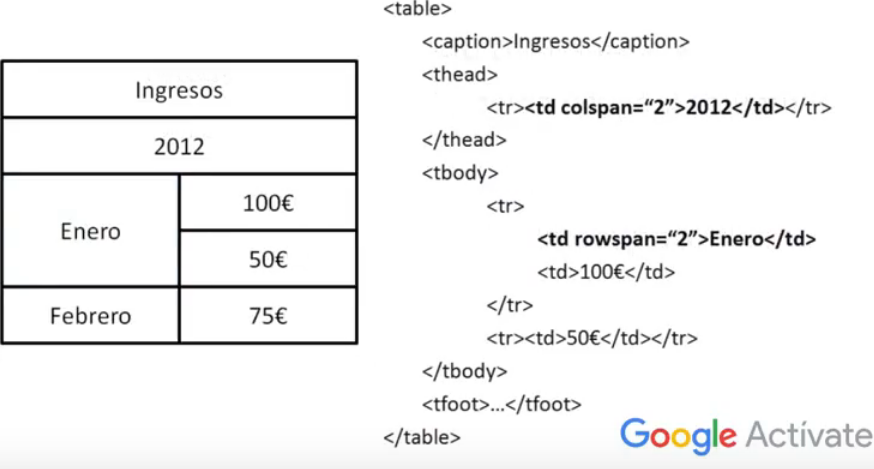 Ingresos
2012
Enero
100€
50€
Febrero
75€
<table>
<caption>Ingresos</caption>
<thead>
<tr><td colspan=“2”>2012</td></tr>
</thead>
<tbody>
<tr>
<td rowspan=“2”>Enero</td>
<td>100€</td>
</tr>
<tr><td>50€</td></tr>
</tbody>
<tfoot>...</tfoot>
</table>
Google Actívate